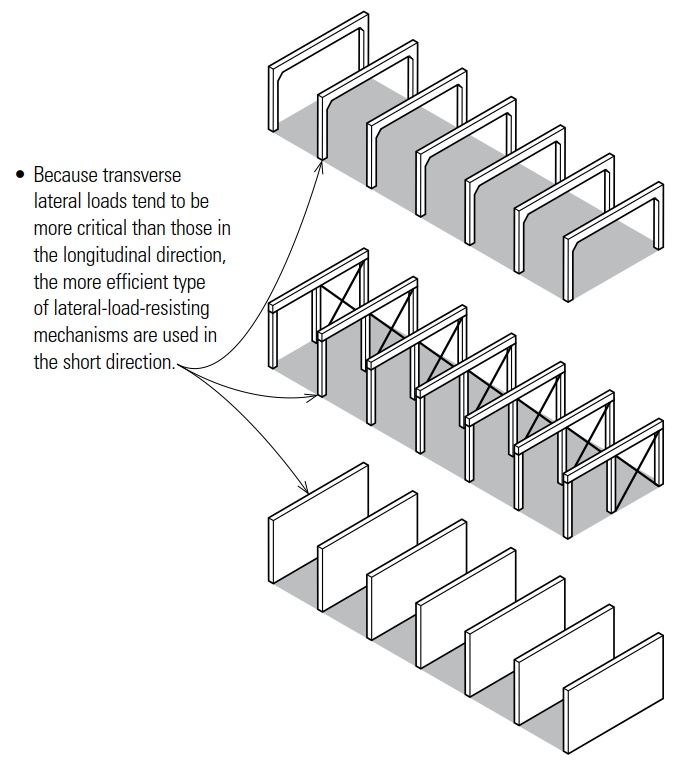 • Because transverse
lateral loads tend to be
more critical than those in
the longitudinal direction,
the more efficient type
of lateral-load-resisting
mechanisms are used in
the short direction.